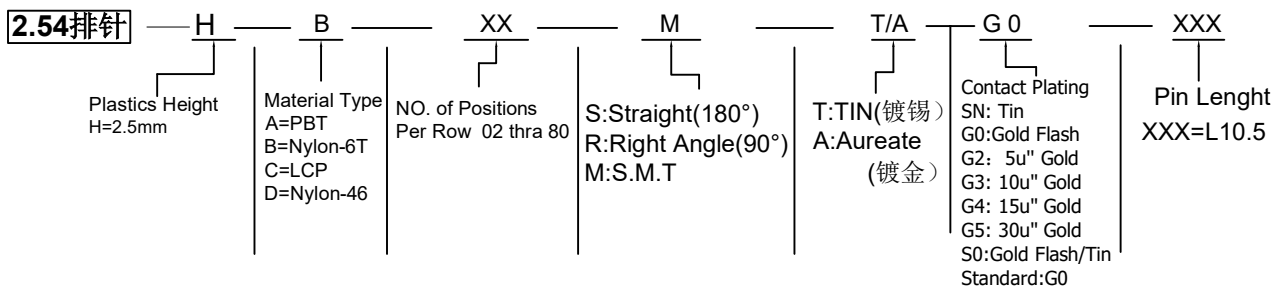 2.54排针 H B XX M T/A G 0 XXX
Plastics Height
H=2.5mm
Material Type
A=PBT
B=Nylon-6T
C=LCP
D=Nylon-46
NO. of Positions
Per Row 02 thra 80
S:Straight(180°)
R:Right Angle(90°)
M:S.M.T
T:TIN(镀锡）
A:Aureate
(镀金）
Contact Plating
SN: Tin
G0:Gold Flash
G2: 5u" Gold
G3: 10u" Gold
G4: 15u" Gold
G5: 30u" Gold
S0:Gold Flash/Tin
Standard:G0
Pin Lenght
XXX=L10.5